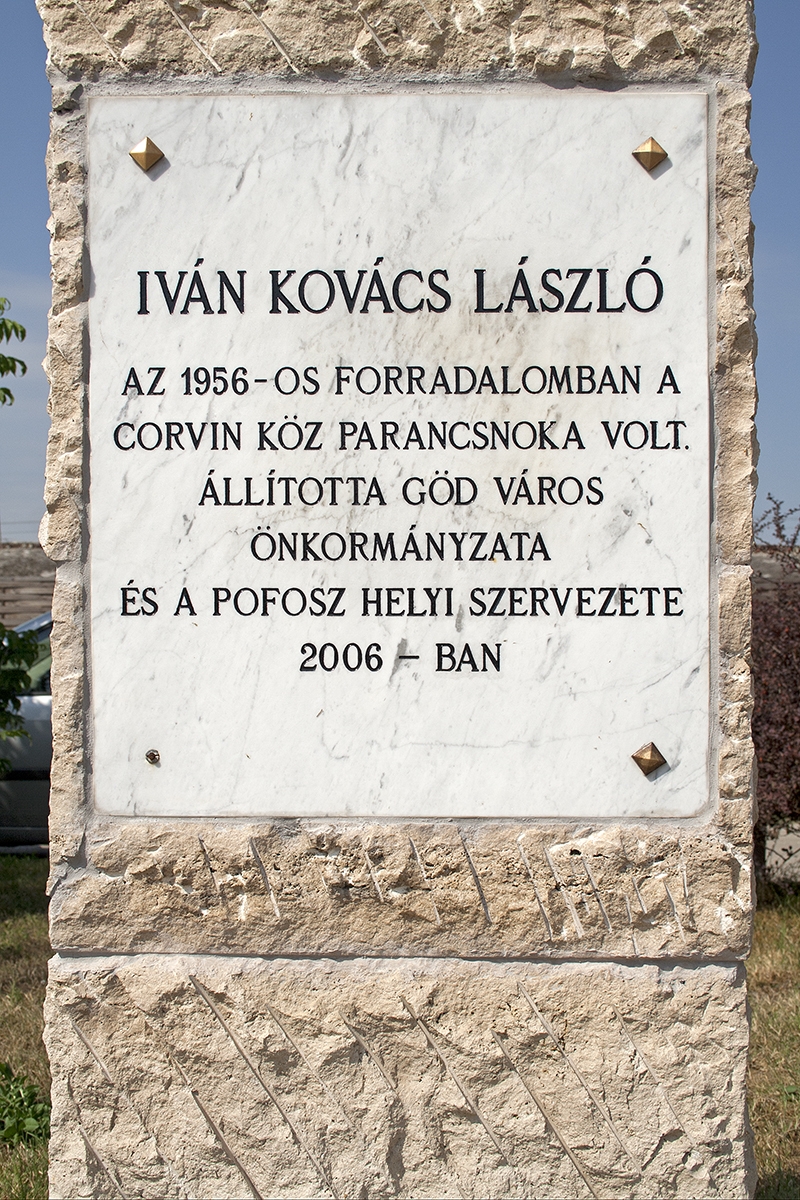 IVÁN KOVÁCS LÁSZLÓ
AZ 1956-OS FORRADALOMBAN A
CORVIN KÖZ PARANCSNOKA VOLT.
ÁLLÍTOTTA GÖD VÁROS
ÖNKORMÁNYZATA
ÉS A POFOSZ HELYI SZERVEZETE
2006 – BAN